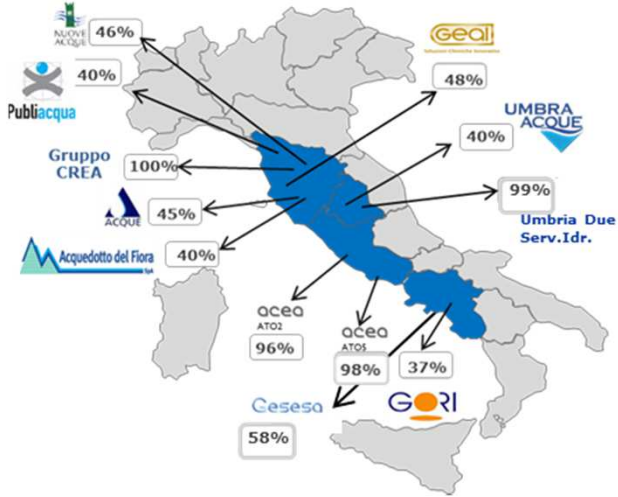 NUOVE
ACQUE
46%
Geal
48%
40%
Publiacqua
UMBRA
ACQUE
40%
Gruppo
CREA
100%
99%
Umbria Due
Serv.Idr.
ACQUE
45%
Acquedotto del Fiora
SpA
40%
acea
ATO2
96%
acea
ATO5
98%
37%
Gesesa
GORI
58%